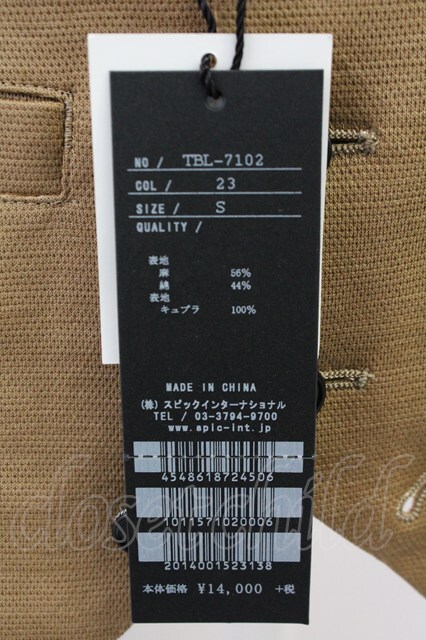 NO / TBL-7102
COL / 23
SIZE / S
QUALITY /
表地
麻 56%
綿 44%
表地
キュプラ 100%
MADE IN CHINA
(株) スピックインターナショナル
TEL / 03-3794-9700
www.spic-int.jp
4548618724506
1011571020006
2014001523138
本体価格 ¥14,000 +税
closetchild